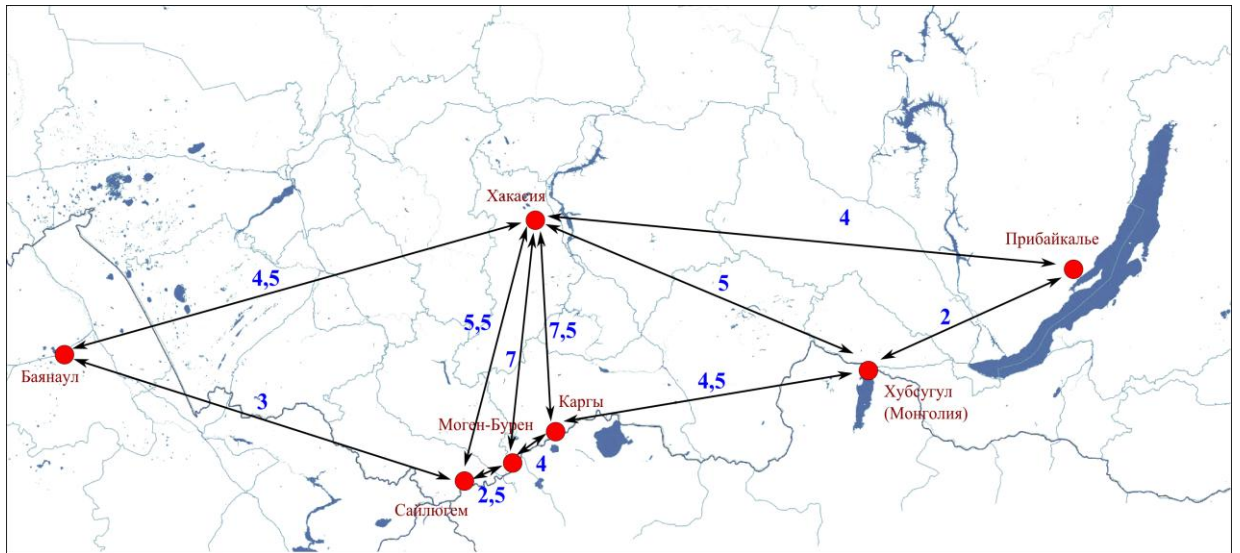 Хакасия
4
Прибайкалье
4,5
5
2
5,5
7,5
7
Баянаул
4,5
Хубсугул
(Монголия)
3
Каргы
Моген-Бурен
4
2,5
Сайлюгем